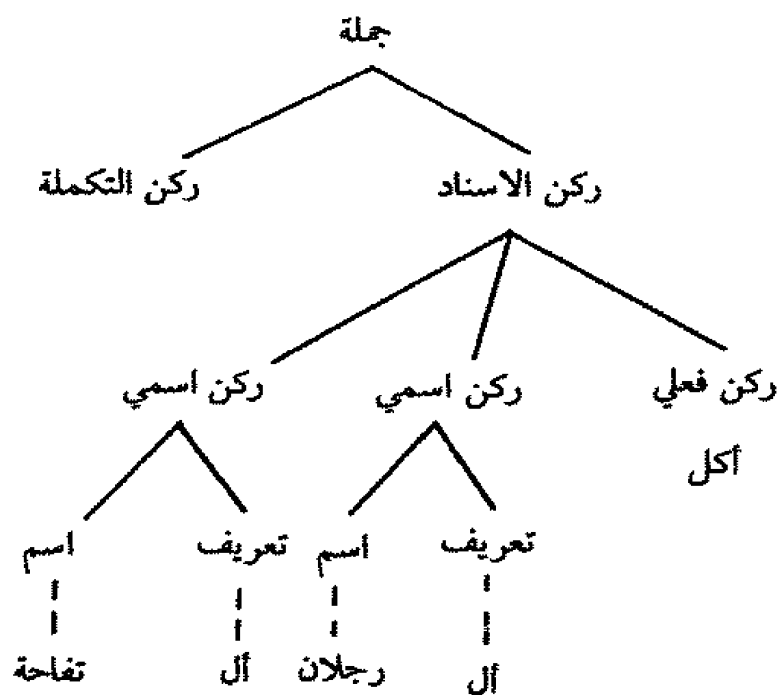 جملة
ركن الاسناد ركن التكملة
ركن فعلي ركن اسمي ركن اسمي
أكل
تعريف اسم تعريف اسم
أل رجلان أل تفاحة